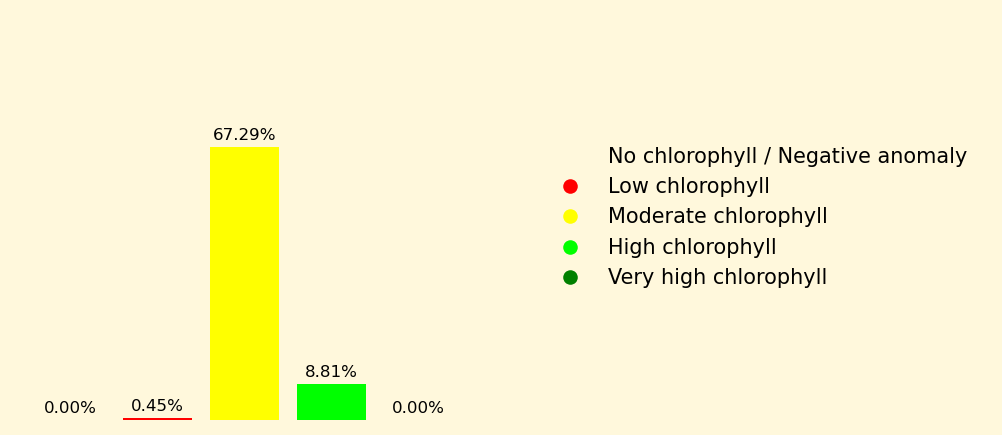 67.29%
No chlorophyll / Negative anomaly
Low chlorophyll
Moderate chlorophyll
High chlorophyll
Very high chlorophyll
8.81%
0.00%
0.45%
0.00%